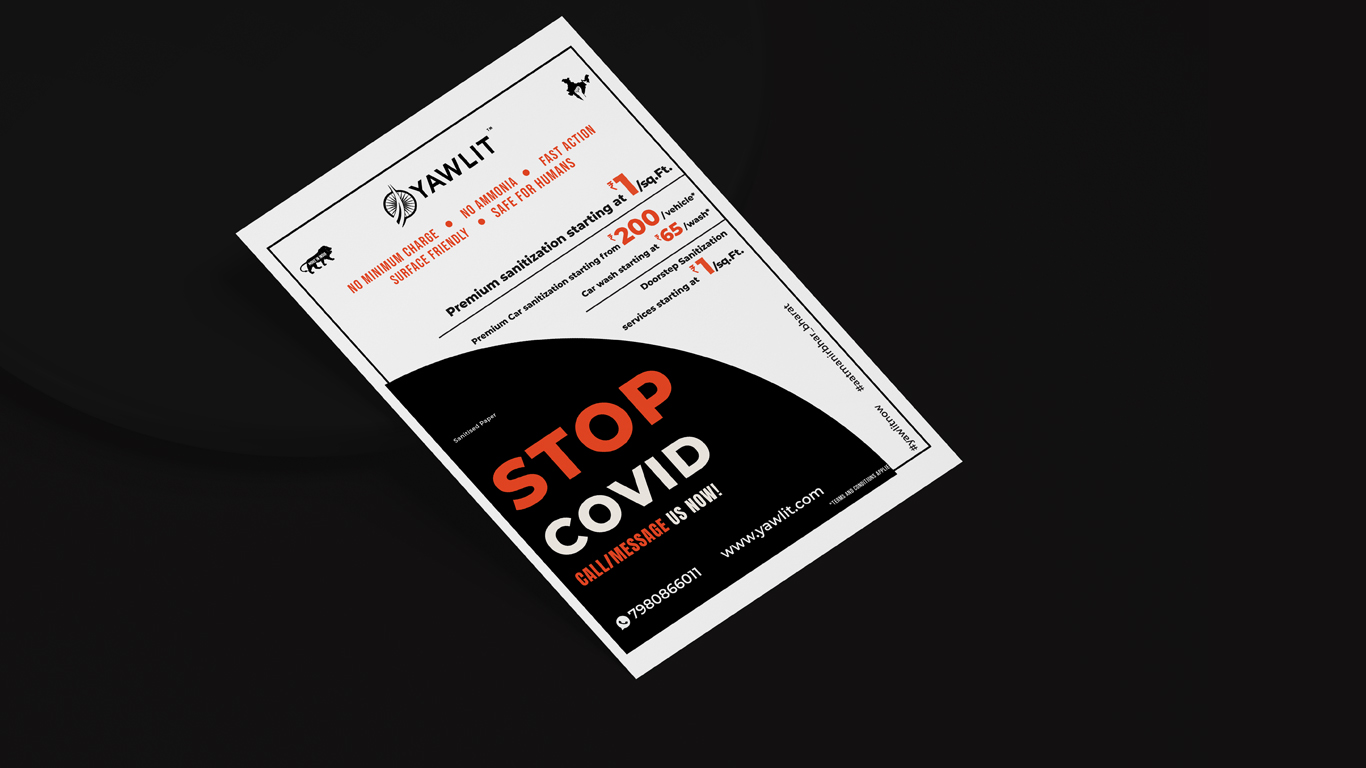 YAWLIT™
NO MINIMUM CHARGE • NO AMMONIA • FAST ACTION
SURFACE FRIENDLY • SAFE FOR HUMANS
Premium sanitization starting at ₹1/sq.Ft.
Premium Car sanitization starting from ₹200/vehicle*
Car wash starting at ₹65/wash*
Doorstep Sanitization
services starting at ₹1/sq.Ft.
#yawlitnow #aatmanirbhar_bharat
Sanitised Paper
STOP
COVID
CALL/MESSAGE US NOW!
7980866011 www.yawlit.com
*TERMS AND CONDITIONS APPLIED